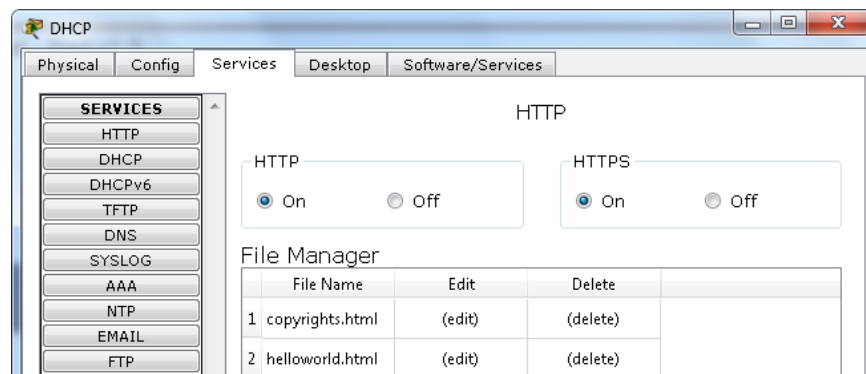 DHCP
Physical Config Services Desktop Software/Services
SERVICES
HTTP
DHCP
DHCPv6
TFTP
DNS
SYSLOG
AAA
NTP
EMAIL
FTP
HTTP
HTTP
On Off
HTTPS
On Off
File Manager
File Name Edit Delete
1 copyrights.html (edit) (delete)
2 helloworld.html (edit) (delete)